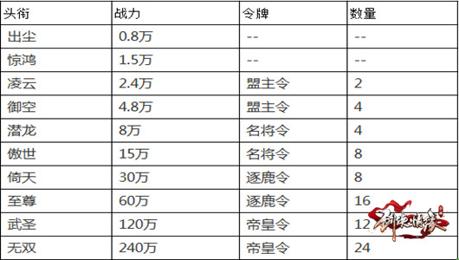 头衔 战力 令牌 数量
出尘 0.8万 -- --
惊鸿 1.5万 -- --
凌云 2.4万 盟主令 2
御空 4.8万 盟主令 4
潜龙 8万 名将令 4
傲世 15万 名将令 8
倚天 30万 逐鹿令 8
至尊 60万 逐鹿令 16
武圣 120万 帝皇令 12
无双 240万 帝皇令 24